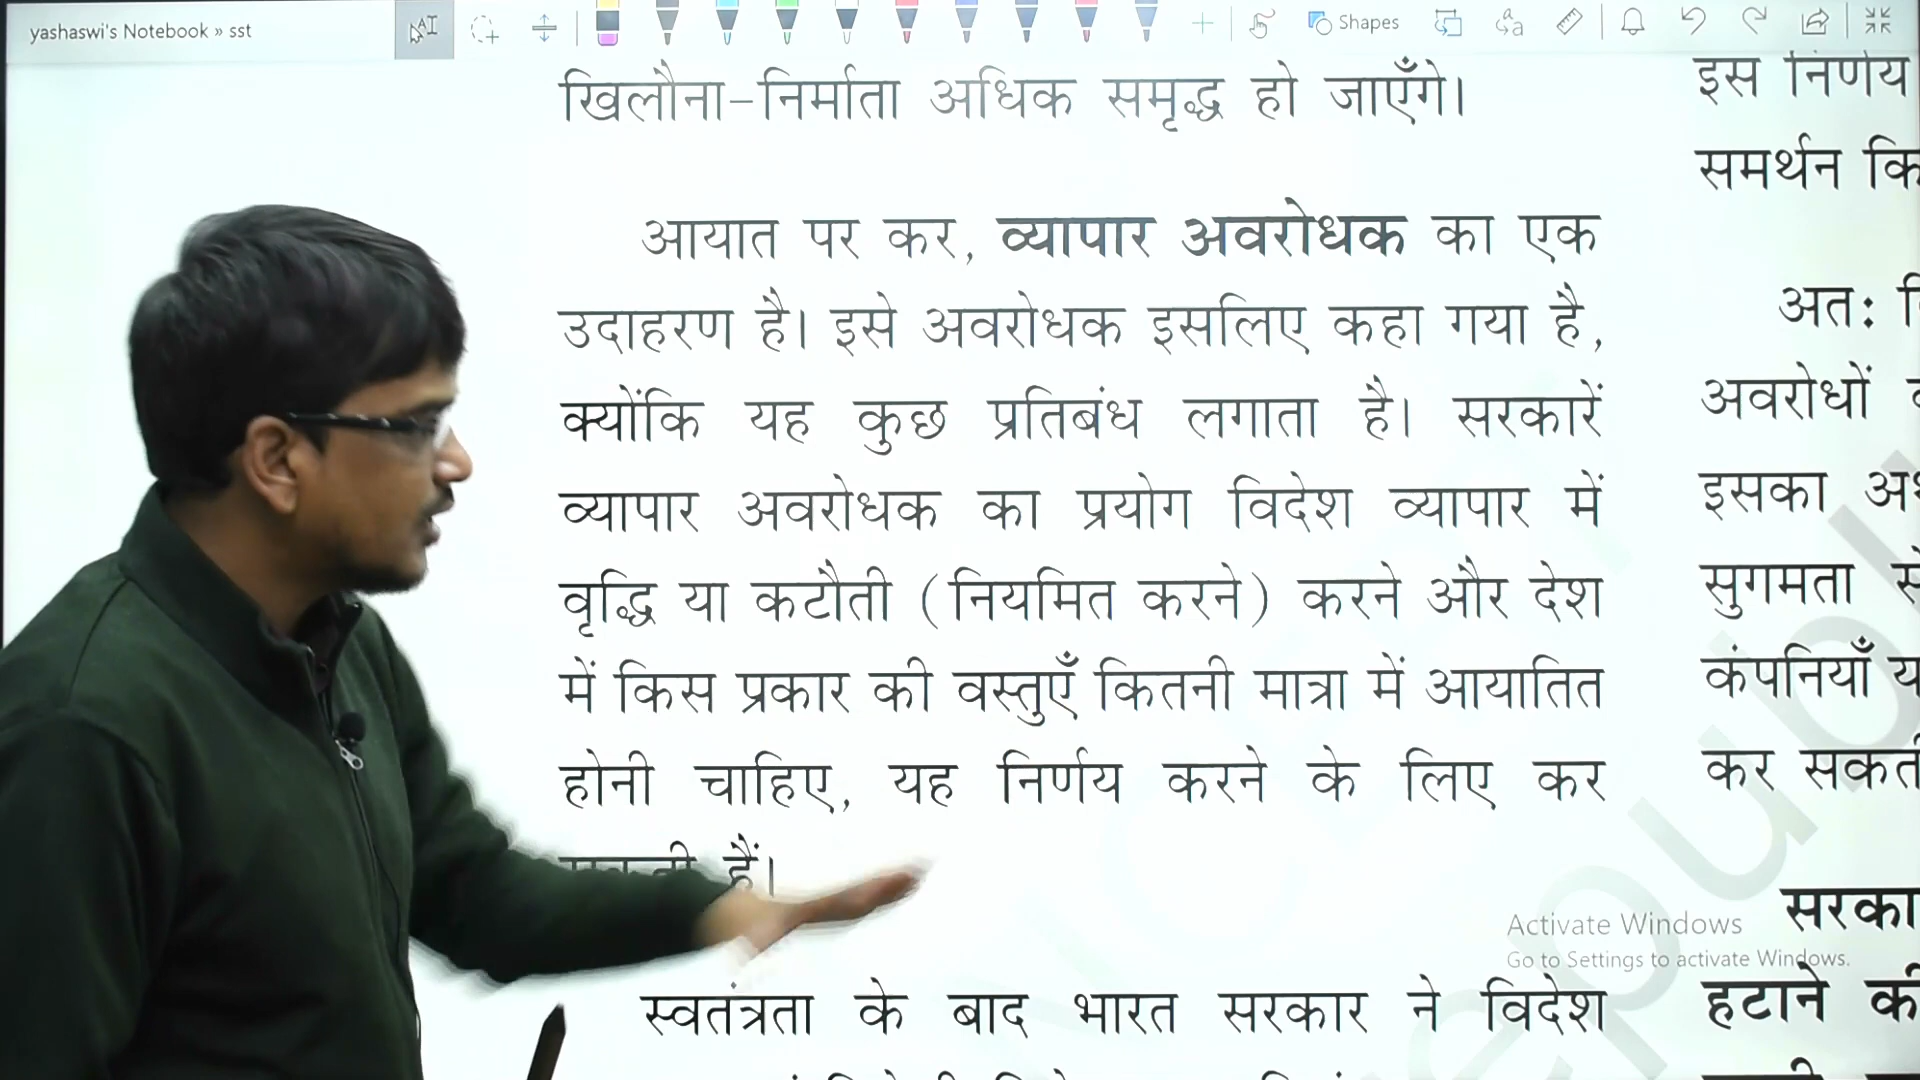 yashaswi's Notebook » sst
Shapes
खिलौना-निर्माता अधिक समृद्ध हो जाएँगे।
आयात पर कर, व्यापार अवरोधक का एक
उदाहरण है। इसे अवरोधक इसलिए कहा गया है,
क्योंकि यह कुछ प्रतिबंध लगाता है। सरकारें
व्यापार अवरोधक का प्रयोग विदेश व्यापार में
वृद्धि या कटौती (नियमित करने) करने और देश
में किस प्रकार की वस्तुएँ कितनी मात्रा में आयातित
होनी चाहिए, यह निर्णय करने के लिए कर
हैं।
स्वतंत्रता के बाद भारत सरकार ने विदेश
इस निर्णय
समर्थन
अतः
अवरोधों
इसका
सुगमता
कंपनियाँ
कर
हटाने
Activate Windows
Go to Settings to activate Windows.